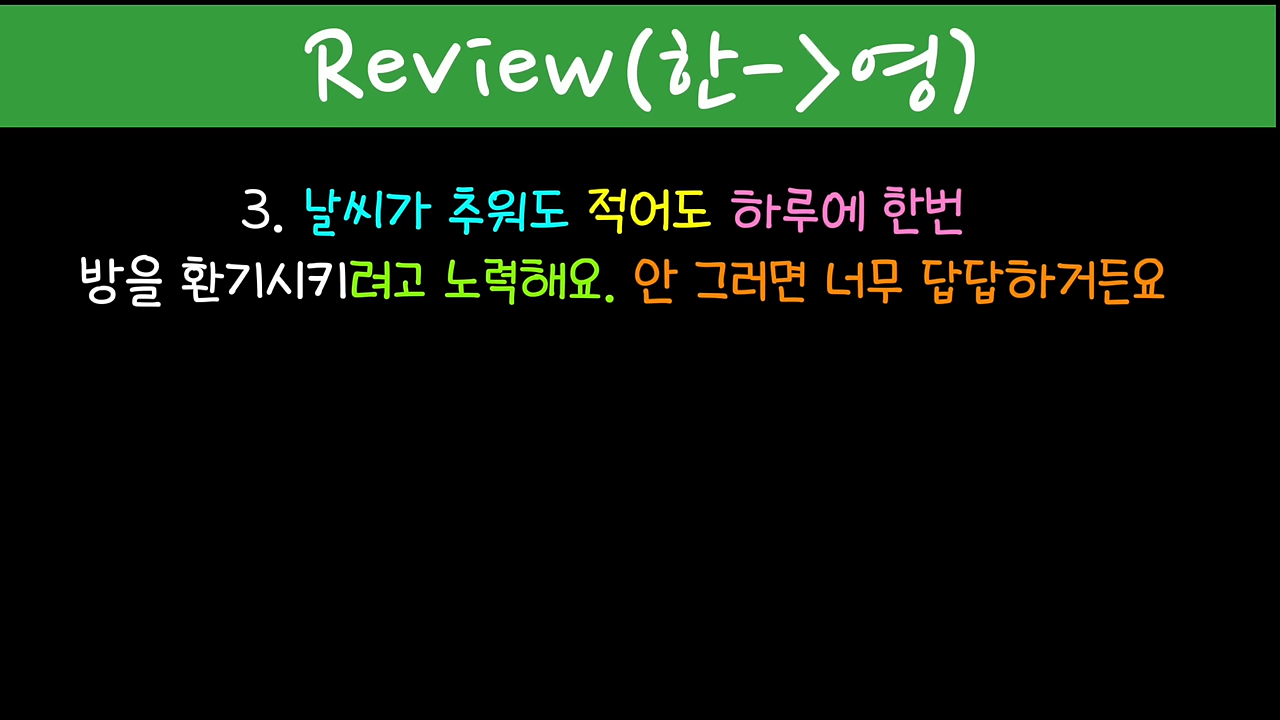 Review(한->영)
3. 날씨가 추워도 적어도 하루에 한번
방을 환기시키려고 노력해요. 안 그러면 너무 답답하거든요